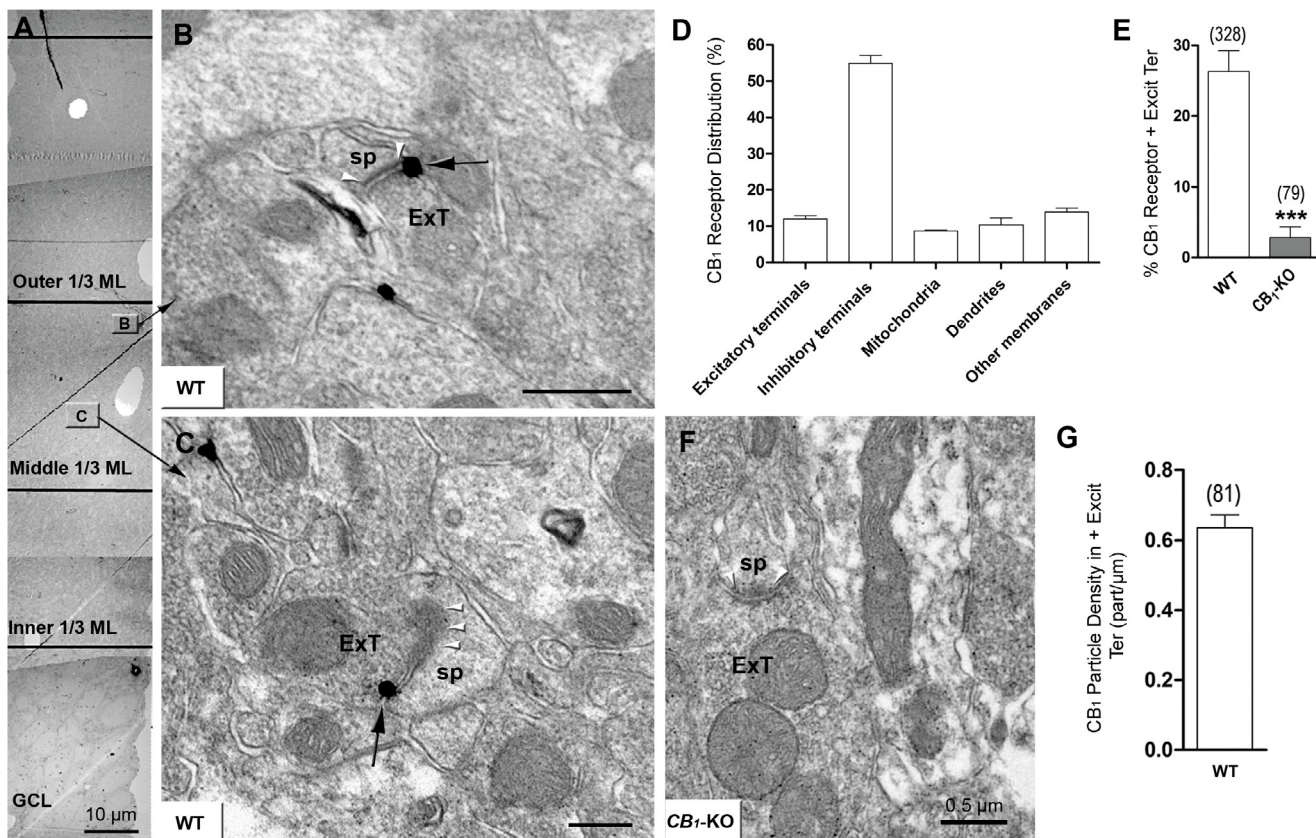 A
Outer 1/3 ML
B
C
Middle 1/3 ML
Inner 1/3 ML
GCL
10 µm
B
sp
ExT
WT
C
ExT
sp
WT
D
CB1 Receptor Distribution (%)
60
50
40
30
20
10
0
Excitatory terminals
Inhibitory terminals
Mitochondria
Dendrites
Other membranes
E
% CB1 Receptor + Excit Ter
30
20
10
0
(328)
(79)
***
WT
CB1-KO
F
sp
ExT
CB1-KO
0.5 µm
G
CB1 Particle Density in + Excit
Ter (part/µm)
0.8
0.6
0.4
0.2
0.0
(81)
WT